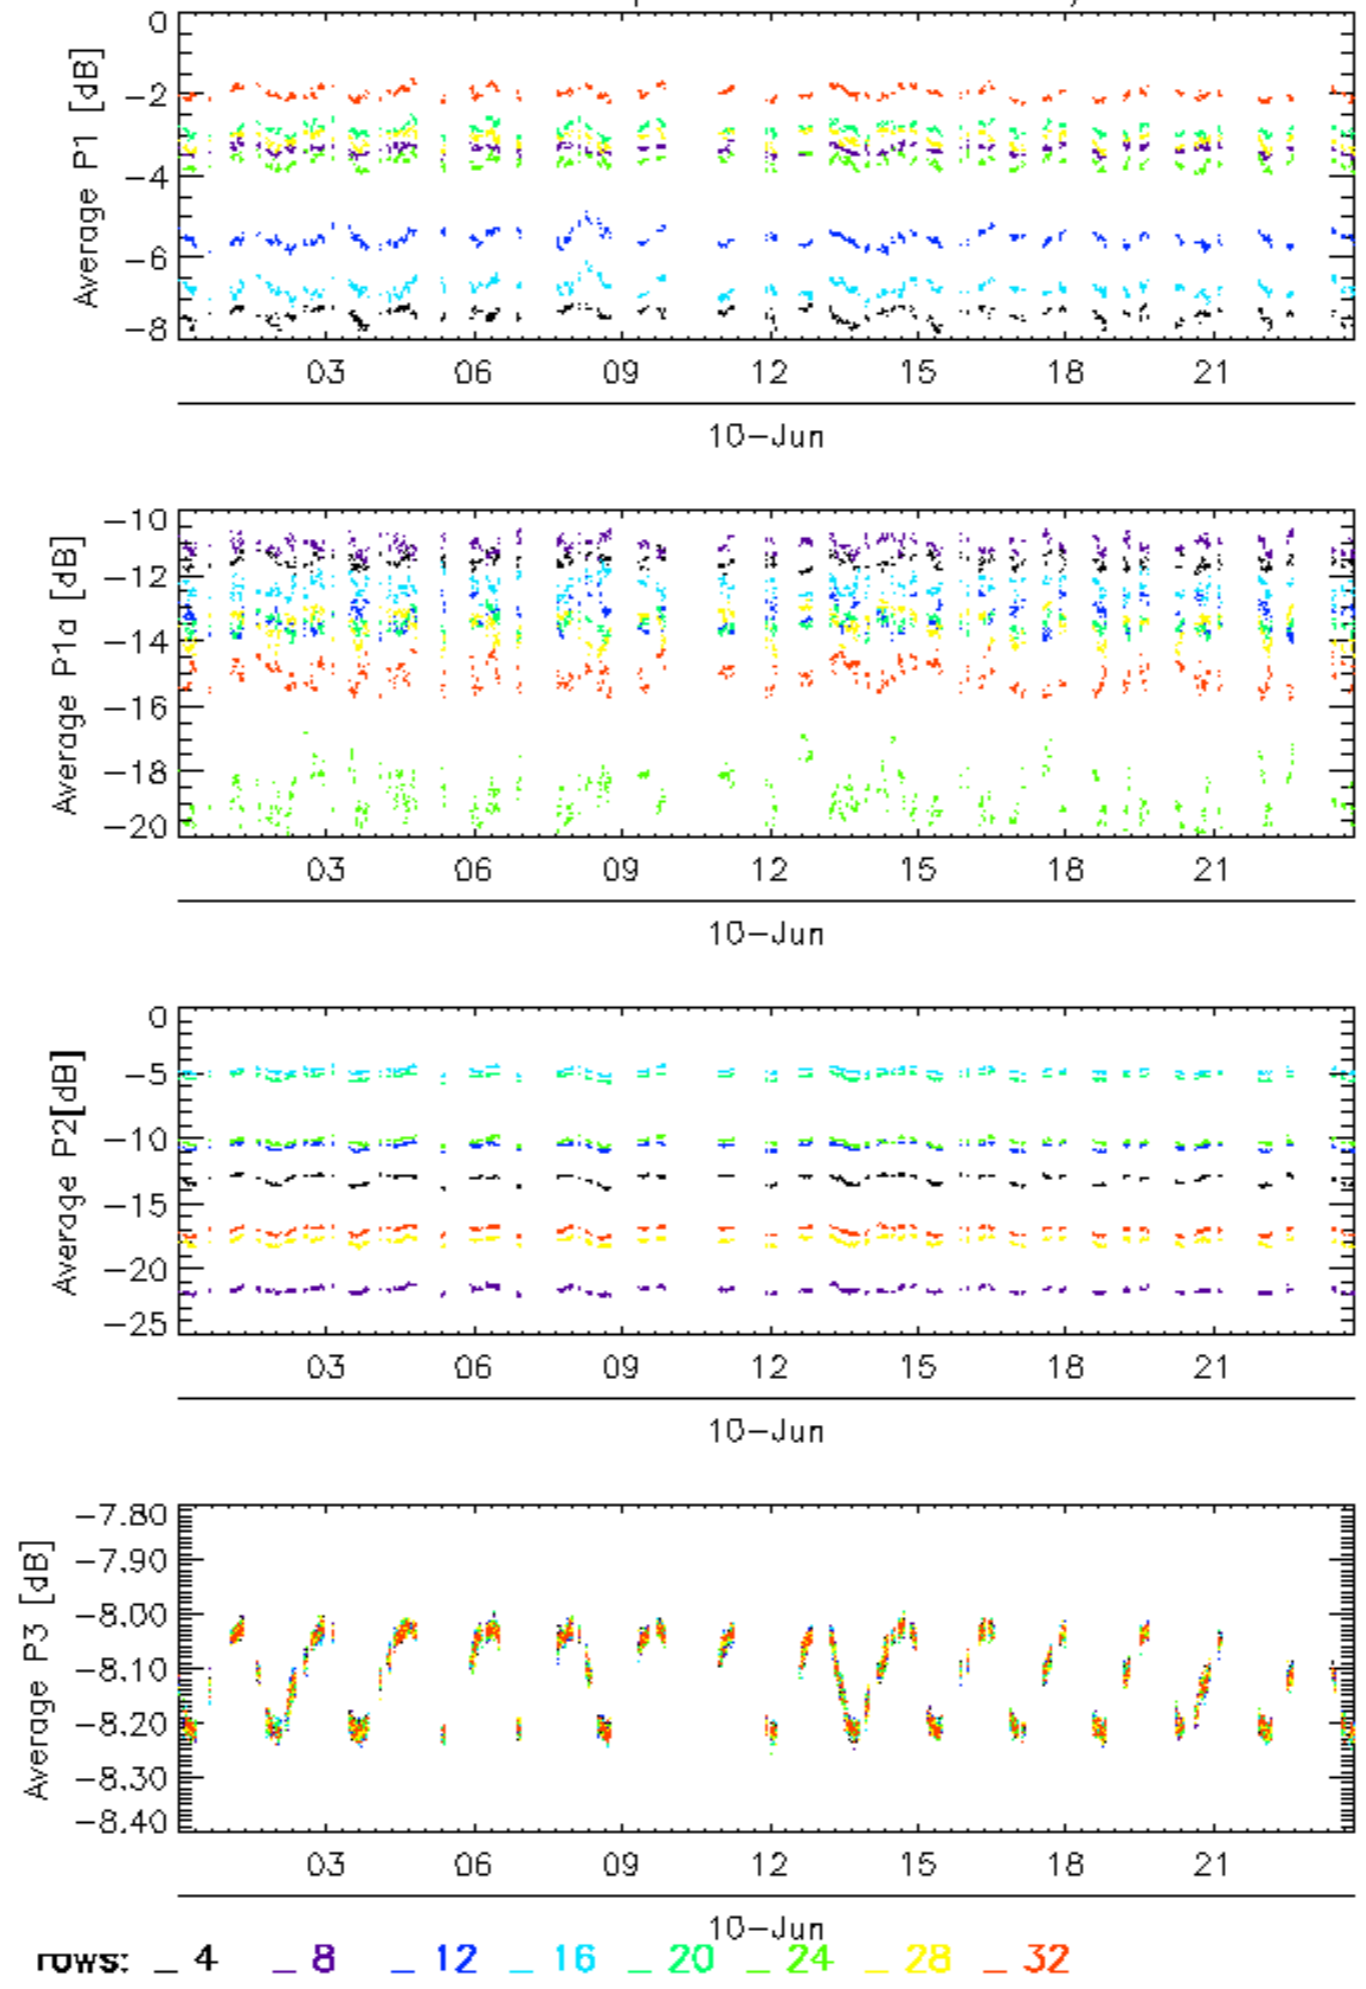 Average P1 [dB]
0
−2
−4
−6
−8
03 06 09 12 15 18 21
10−Jun
Average P1a [dB]
−10
−12
−14
−16
−18
−20
03 06 09 12 15 18 21
10−Jun
Average P2[dB]
0
−5
−10
−15
−20
−25
03 06 09 12 15 18 21
10−Jun
Average P3 [dB]
−7.80
−7.90
−8.00
−8.10
−8.20
−8.30
−8.40
03 06 09 12 15 18 21
10−Jun
rows: _ 4 _ 8 _ 12 _ 16 _ 20 _ 24 _ 28 _ 32